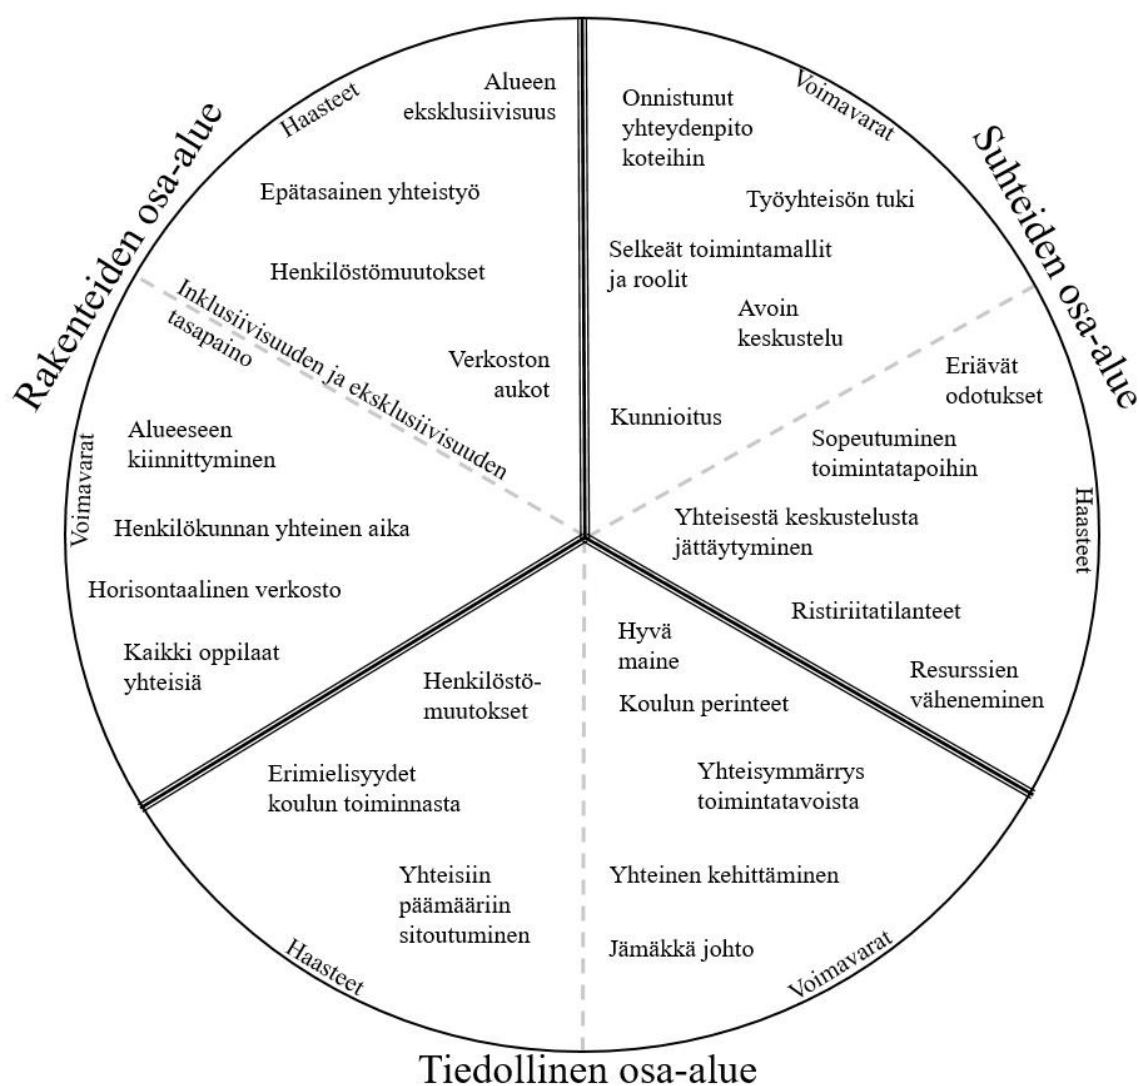 Rakenteiden osa-alue
Haasteet
Alueen
eksklusiivisuus
Epätasainen yhteistyö
Henkilöstömuutokset
Verkoston
aukot
Inklusiivisuuden ja eksklusiivisuuden
tasapaino
Voimavarat
Alueeseen
kiinnittyminen
Henkilökunnan yhteinen aika
Horisontaalinen verkosto
Kaikki oppilaat
yhteisiä
Suhteiden osa-alue
Voimavarat
Onnistunut
yhteydenpito
koteihin
Työyhteisön tuki
Selkeät toimintamallit
ja roolit
Avoin
keskustelu
Kunnioitus
Haasteet
Eriävät
odotukset
Sopeutuminen
toimintatapoihin
Yhteisestä keskustelusta
jättäytyminen
Ristiriitatilanteet
Resurssien
väheneminen
Henkilöstö-
muutokset
Erimielisyydet
koulun toiminnasta
Yhteisiin
päämääriin
sitoutuminen
Haasteet
Hyvä
maine
Koulun perinteet
Yhteisymmärrys
toimintatavoista
Yhteinen kehittäminen
Jämäkkä johto
Voimavarat
Tiedollinen osa-alue